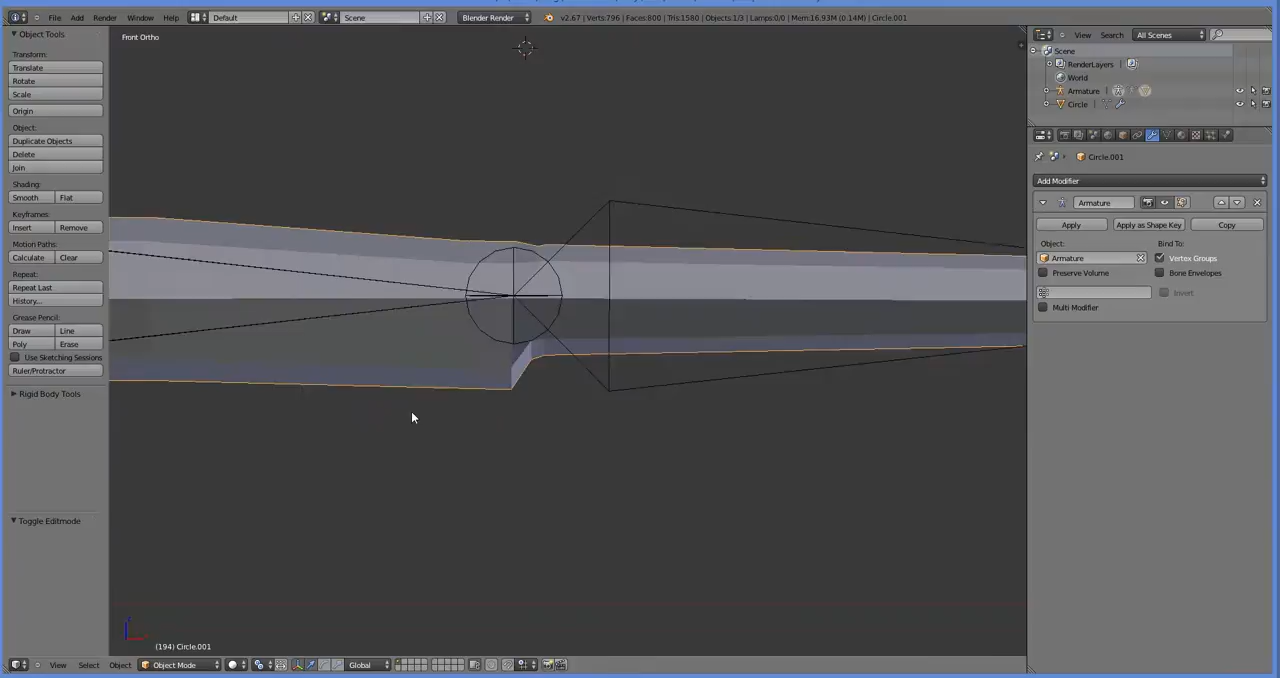 File Add Render Window Help Default Scene Blender Render v2.67 | Verts:796 | Faces:800 | Tris:1580 | Objects:1/3 | Lamps:0/0 | Mem:16.93M (0.14M) | Circle.001
Object Tools
Transform:
Translate
Rotate
Scale
Origin
Object:
Duplicate Objects
Delete
Join
Shading:
Smooth Flat
Keyframes:
Insert Remove
Motion Paths:
Calculate Clear
Repeat:
Repeat Last
History...
Grease Pencil:
Draw Line
Poly Erase
Use Sketching Sessions
Ruler/Protractor
Rigid Body Tools
Toggle Editmode
Front Ortho
(194) Circle.001
View Select Object Object Mode Global
View Search All Scenes
Scene
RenderLayers
World
Armature
Circle
Circle.001
Add Modifier
Armature
Apply Apply as Shape Key Copy
Object: Bind To:
Armature Vertex Groups
Preserve Volume Bone Envelopes
Invert
Multi Modifier